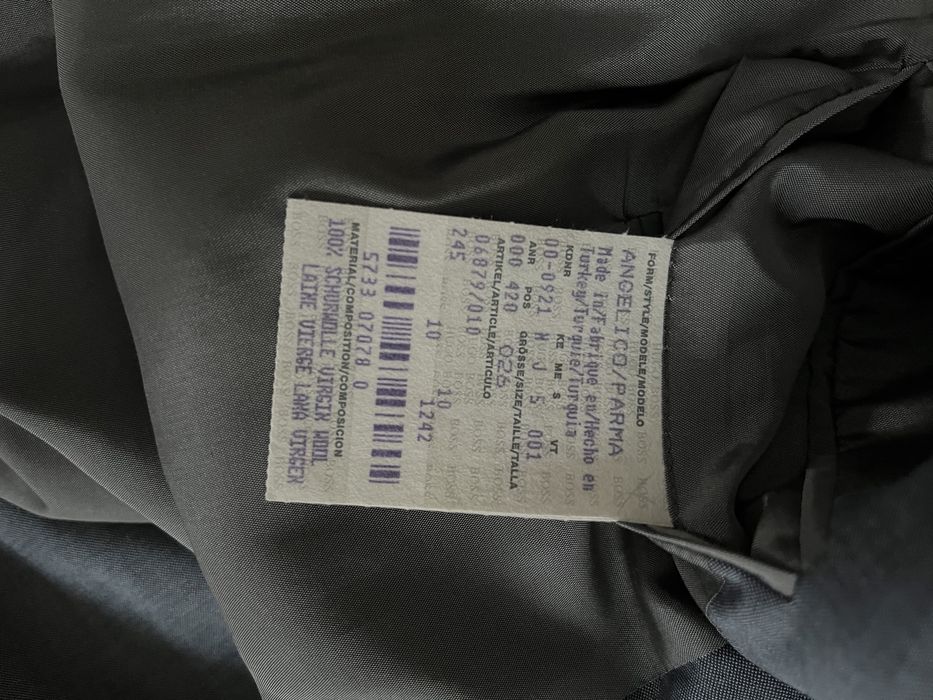 FORM/STYLE/MODELE/MODELO
ANGELICO/PARMA
Made in/Fabrique en/Hecho en
Turkey/Turquie/Turquia
KDNR KE ME S VT
00-0921 M J 5 001
ANR POS GRÖSSE/SIZE/TAILLE/TALLA
000 420 026
ARTIKEL/ARTICLE/ARTICULO
06879/010
245 10 10
1242
5733 07078 0
MATERIAL/COMPOSITION/COMPOSICION
100% SCHURWOLLE VIRGIN WOOL
LAINE VIERGE LANA VIRGEN